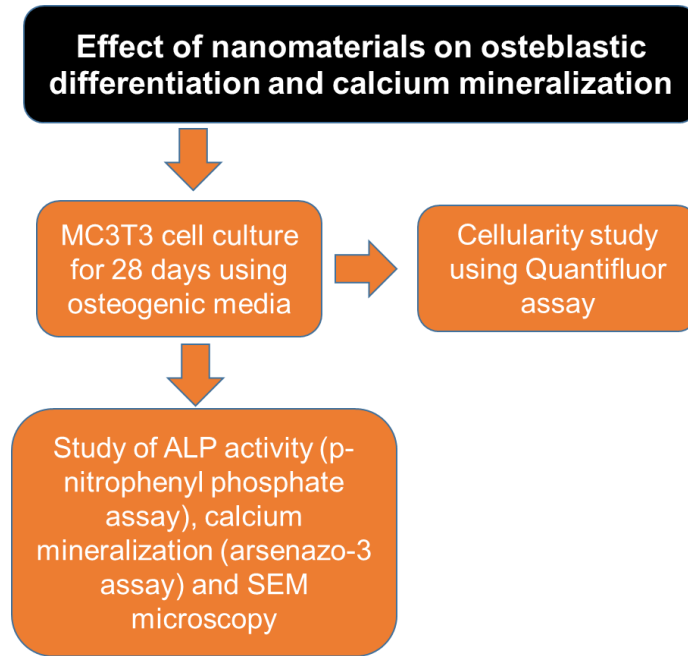 Effect of nanomaterials on osteblastic
differentiation and calcium mineralization
MC3T3 cell culture
for 28 days using
osteogenic media
Cellularity study
using Quantifluor
assay
Study of ALP activity (p-
nitrophenyl phosphate
assay), calcium
mineralization (arsenazo-3
assay) and SEM
microscopy